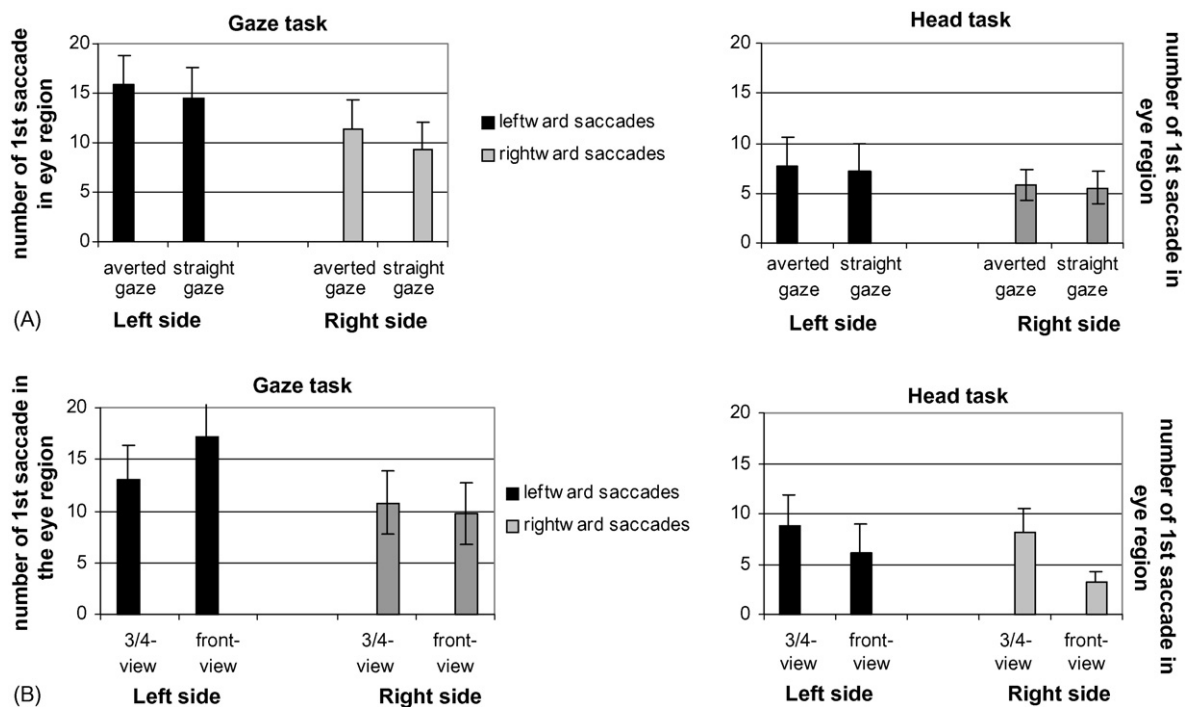 Gaze task
number of 1st saccade
in eye region
20
15
10
5
0
averted straight
gaze gaze
averted straight
gaze gaze
Left side
Right side
(A)
leftward saccades
rightward saccades
Head task
20
15
10
5
0
averted straight
gaze gaze
averted straight
gaze gaze
Left side
Right side
number of 1st saccade in
eye region
Gaze task
number of 1st saccade in
the eye region
20
15
10
5
0
3/4- front-
view view
3/4- front-
view view
Left side
Right side
(B)
leftward saccades
rightward saccades
Head task
20
15
10
5
0
3/4- front-
view view
3/4- front-
view view
Left side
Right side
number of 1st saccade in
eye region